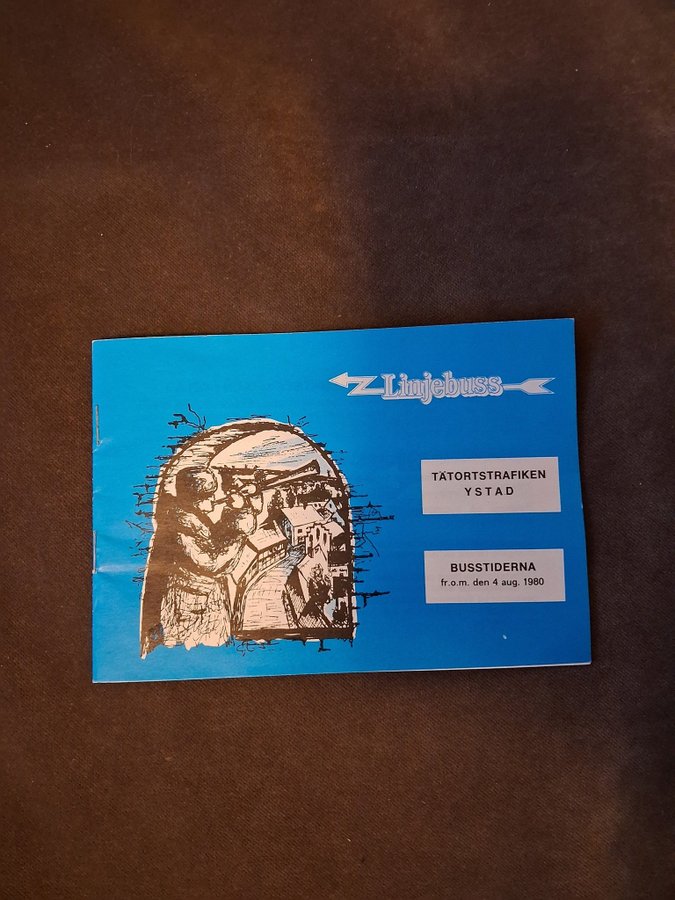 Linjebuss
TÄTORTSTRAFIKEN
YSTAD
BUSSTIDERNA
fr.o.m. den 4 aug. 1980